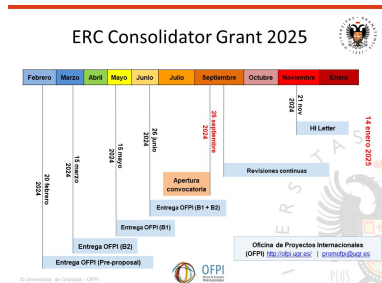 ERC Consolidator Grant 2025
Febrero Marzo Abril Mayo Junio Julio Septiembre Octubre Noviembre Enero
20 febrero 2024
15 marzo 2024
15 mayo 2024
26 junio 2024
26 septiembre 2024
21 nov 2024
14 enero 2025
HI Letter
Revisiones continuas
Apertura convocatoria
Entrega OFPI (B1 + B2)
Entrega OFPI (B1)
Entrega OFPI (B2)
Entrega OFPI (Pre-proposal)
Oficina de Proyectos Internacionales
(OFPI) http://ofpi.ugr.es/ | promofpi@ugr.es
© Universidad de Granada - OFPI
OFPI
PLUS